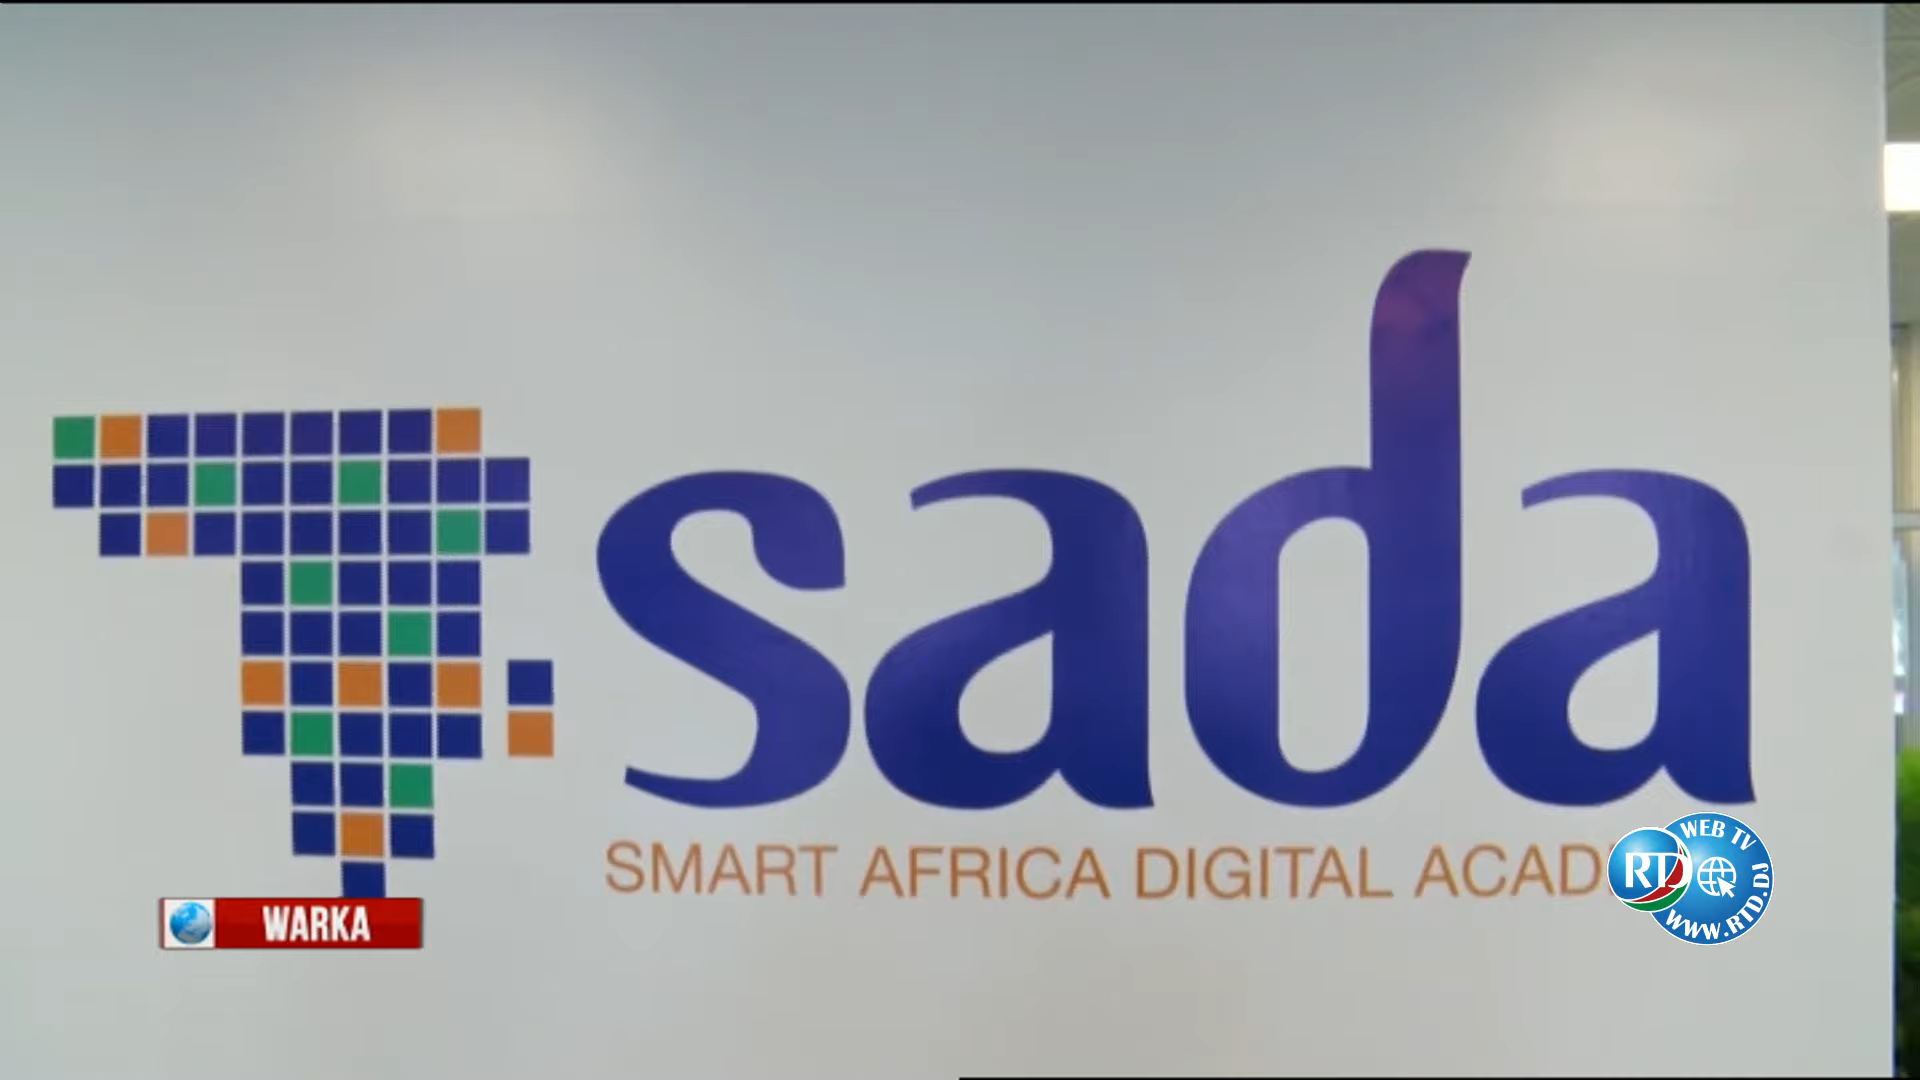 sada
SMART AFRICA DIGITAL ACAD
WARKA
WEB TV
RTD
WWW.RTD.DJ